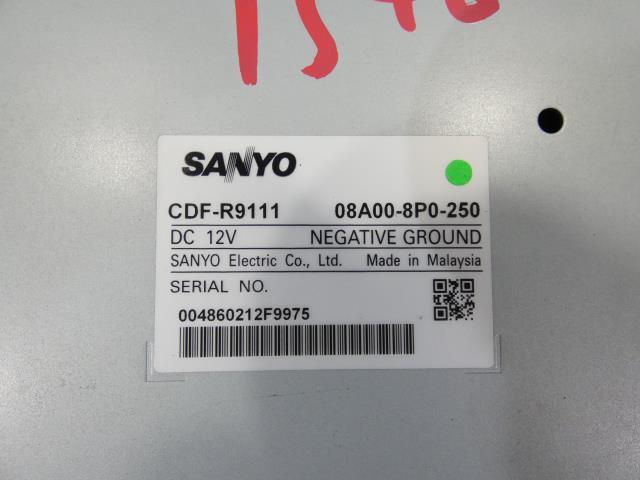 SANYO
CDF-R9111 08A00-8P0-250
DC 12V NEGATIVE GROUND
SANYO Electric Co., Ltd. Made in Malaysia
SERIAL NO.
004860212F9975